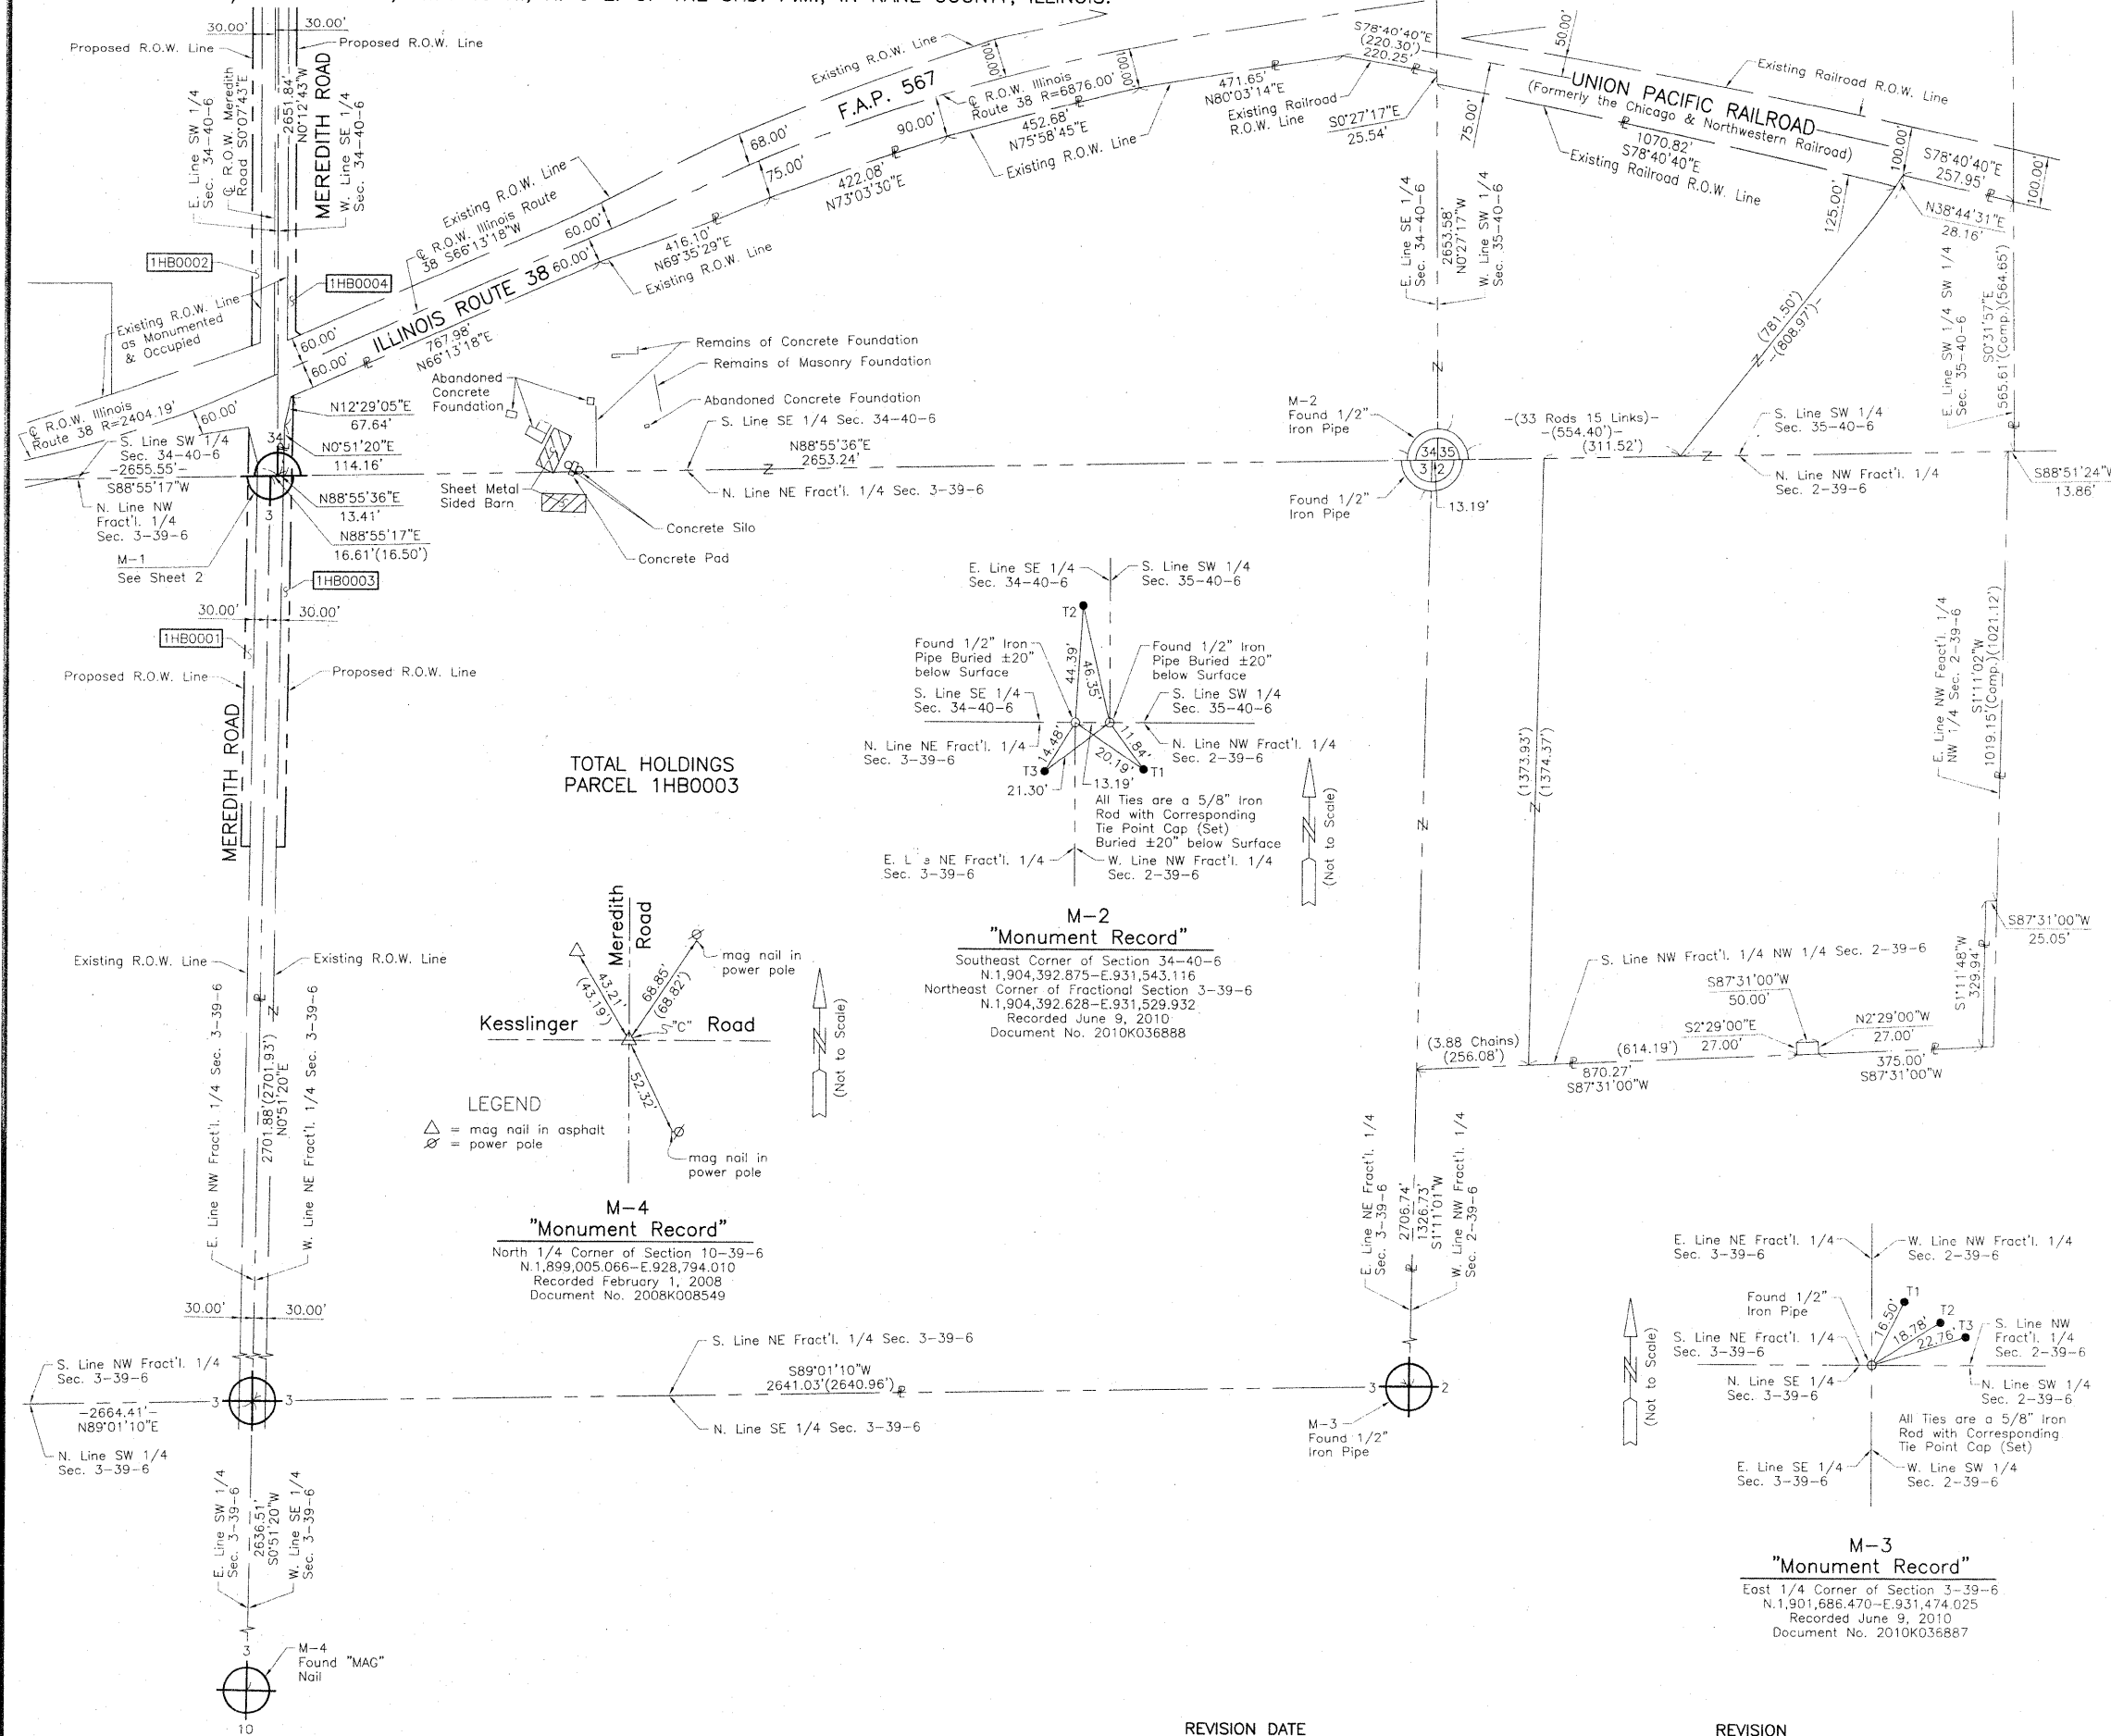 30.00'
30.00'
Proposed R.O.W. Line
Proposed R.O.W. Line
E. Line SW 1/4
Sec. 34-40-6
℄ R.O.W. Meredith
Road S0°07'43"E
-2651.84'-
N0°12'43"W
MEREDITH ROAD
W. Line SE 1/4
Sec. 34-40-6
1HB0002
1HB0004
Existing R.O.W. Line
as Monumented
& Occupied
Existing R.O.W. Line
℄ R.O.W. Illinois Route
38 S66°13'18"W
60.00'
60.00'
60.00'
60.00'
ILLINOIS ROUTE 38
767.98'
N66°13'18"E
416.10'
N69°35'29"E
Existing R.O.W. Line
68.00'
75.00'
F.A.P. 567
422.08'
N73°03'30"E
90.00'
Existing R.O.W. Line
100.00'
100.00'
℄ R.O.W. Illinois
Route 38 R=6876.00'
452.68'
N75°58'45"E
Existing R.O.W. Line
471.65'
N80°03'14"E
Existing Railroad
R.O.W. Line
S78°40'40"E
(220.30')
220.25'
S0°27'17"E
25.54'
75.00'
50.00'
Existing Railroad R.O.W. Line
UNION PACIFIC RAILROAD
(Formerly the Chicago & Northwestern Railroad)
1070.82'
S78°40'40"E
Existing Railroad R.O.W. Line
100.00'
125.00'
S78°40'40"E
257.95'
100.00'
N38°44'31"E
28.16'
E. Line SE 1/4
Sec. 34-40-6
2653.58'
N0°27'17"W
W. Line SW 1/4
Sec. 35-40-6
(781.50')
-(808.97')-
E. Line SW 1/4 SW 1/4
Sec. 35-40-6
S0°31'57"E
565.61'(Comp.)(564.65')
℄ R.O.W. Illinois
Route 38 R=2404.19'
60.00'
S. Line SW 1/4
Sec. 34-40-6
-2655.55'-
S88°55'17"W
N. Line NW
Fract'l. 1/4
Sec. 3-39-6
M-1
See Sheet 2
34
3
N12°29'05"E
67.64'
N0°51'20"E
114.16'
N88°55'36"E
13.41'
N88°55'17"E
16.61'(16.50')
1HB0003
Abandoned
Concrete
Foundation
Remains of Concrete Foundation
Remains of Masonry Foundation
Abandoned Concrete Foundation
S. Line SE 1/4 Sec. 34-40-6
N88°55'36"E
2653.24'
N. Line NE Fract'l. 1/4 Sec. 3-39-6
Sheet Metal
Sided Barn
Concrete Silo
Concrete Pad
M-2
Found 1/2"
Iron Pipe
34 35
3 2
Found 1/2"
Iron Pipe
13.19'
-(33 Rods 15 Links)-
-(554.40')-
(311.52')
S. Line SW 1/4
Sec. 35-40-6
N. Line NW Fract'l. 1/4
Sec. 2-39-6
S88°51'24"W
13.86'
30.00'
30.00'
1HB0001
Proposed R.O.W. Line
Proposed R.O.W. Line
MEREDITH ROAD
TOTAL HOLDINGS
PARCEL 1HB0003
E. Line SE 1/4
Sec. 34-40-6
S. Line SW 1/4
Sec. 35-40-6
T2
Found 1/2" Iron
Pipe Buried ±20"
below Surface
44.39'
46.35'
Found 1/2" Iron
Pipe Buried ±20"
below Surface
S. Line SE 1/4
Sec. 34-40-6
S. Line SW 1/4
Sec. 35-40-6
N. Line NE Fract'l. 1/4
Sec. 3-39-6
14.48'
20.19'
11.84'
N. Line NW Fract'l. 1/4
Sec. 2-39-6
T3
T1
21.30'
13.19'
All Ties are a 5/8" Iron
Rod with Corresponding
Tie Point Cap (Set)
Buried ±20" below Surface
E. L e NE Fract'l. 1/4
Sec. 3-39-6
W. Line NW Fract'l. 1/4
Sec. 2-39-6
N
(Not to Scale)
M-2
"Monument Record"
Southeast Corner of Section 34-40-6
N.1,904,392.875-E.931,543.116
Northeast Corner of Fractional Section 3-39-6
N.1,904,392.628-E.931,529.932
Recorded June 9, 2010
Document No. 2010K036888
(1373.93')
(1374.37')
E. Line NW Feact'l. 1/4
NW 1/4 Sec. 2-39-6
S1°11'02"W
1019.15'(Comp.)(1021.12')
S87°31'00"W
25.05'
S1°11'48"W
329.94'
S. Line NW Fract'l. 1/4 NW 1/4 Sec. 2-39-6
S87°31'00"W
50.00'
S2°29'00"E
27.00'
N2°29'00"W
27.00'
(3.88 Chains)
(256.08')
(614.19')
870.27'
S87°31'00"W
375.00'
S87°31'00"W
Existing R.O.W. Line
Existing R.O.W. Line
E. Line NW Fract'l. 1/4 Sec. 3-39-6
2701.88'(2701.93')
N0°51'20"E
W. Line NE Fract'l. 1/4 Sec. 3-39-6
Meredith
Road
43.21'
(43.19')
68.85'
(68.82')
mag nail in
power pole
Kesslinger
"C"
Road
52.32'
mag nail in
power pole
N
(Not to Scale)
LEGEND
△ = mag nail in asphalt
∅ = power pole
M-4
"Monument Record"
North 1/4 Corner of Section 10-39-6
N.1,899,005.066-E.928,794.010
Recorded February 1, 2008
Document No. 2008K008549
E. Line NE Fract'l. 1/4
Sec. 3-39-6
2706.74'
1326.73'
S1°11'01"W
W. Line NW Fract'l. 1/4
Sec. 2-39-6
30.00'
30.00'
S. Line NW Fract'l. 1/4
Sec. 3-39-6
-2664.41'-
N89°01'10"E
N. Line SW 1/4
Sec. 3-39-6
3
3
S. Line NE Fract'l. 1/4 Sec. 3-39-6
S89°01'10"W
2641.03'(2640.96')
N. Line SE 1/4 Sec. 3-39-6
3
2
M-3
Found 1/2"
Iron Pipe
E. Line SW 1/4
Sec. 3-39-6
2636.51'
S0°51'20"W
W. Line SE 1/4
Sec. 3-39-6
3
M-4
Found "MAG"
Nail
10
E. Line NE Fract'l. 1/4
Sec. 3-39-6
W. Line NW Fract'l. 1/4
Sec. 2-39-6
Found 1/2"
Iron Pipe
T1
T2
T3
16.50'
18.78'
22.76'
S. Line NE Fract'l. 1/4
Sec. 3-39-6
S. Line NW
Fract'l. 1/4
Sec. 2-39-6
N. Line SE 1/4
Sec. 3-39-6
N. Line SW 1/4
Sec. 2-39-6
All Ties are a 5/8" Iron
Rod with Corresponding
Tie Point Cap (Set)
E. Line SE 1/4
Sec. 3-39-6
W. Line SW 1/4
Sec. 2-39-6
N
(Not to Scale)
M-3
"Monument Record"
East 1/4 Corner of Section 3-39-6
N.1,901,686.470-E.931,474.025
Recorded June 9, 2010
Document No. 2010K036887
REVISION DATE
REVISION